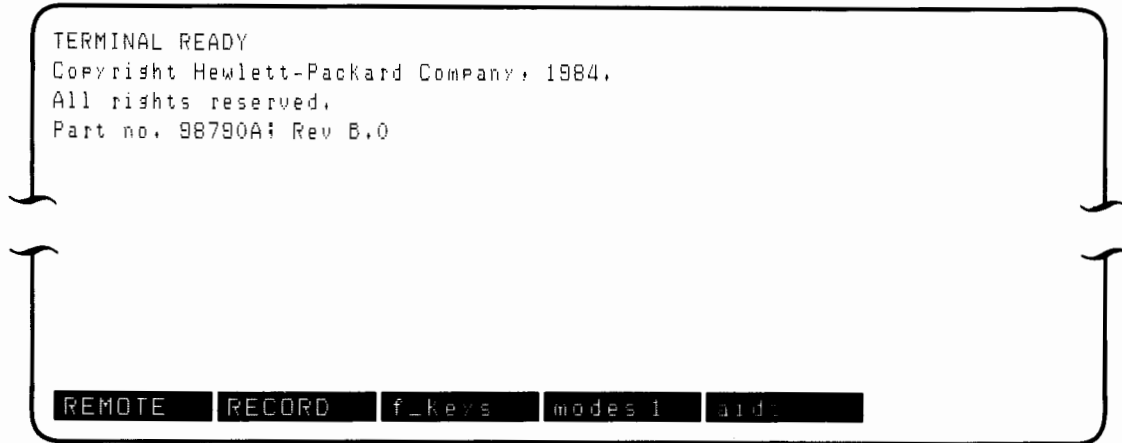 TERMINAL READY
Copyright Hewlett-Packard Company, 1984.
All rights reserved.
Part no. 98790A; Rev B.0
REMOTE RECORD f_keys modes 1 aids